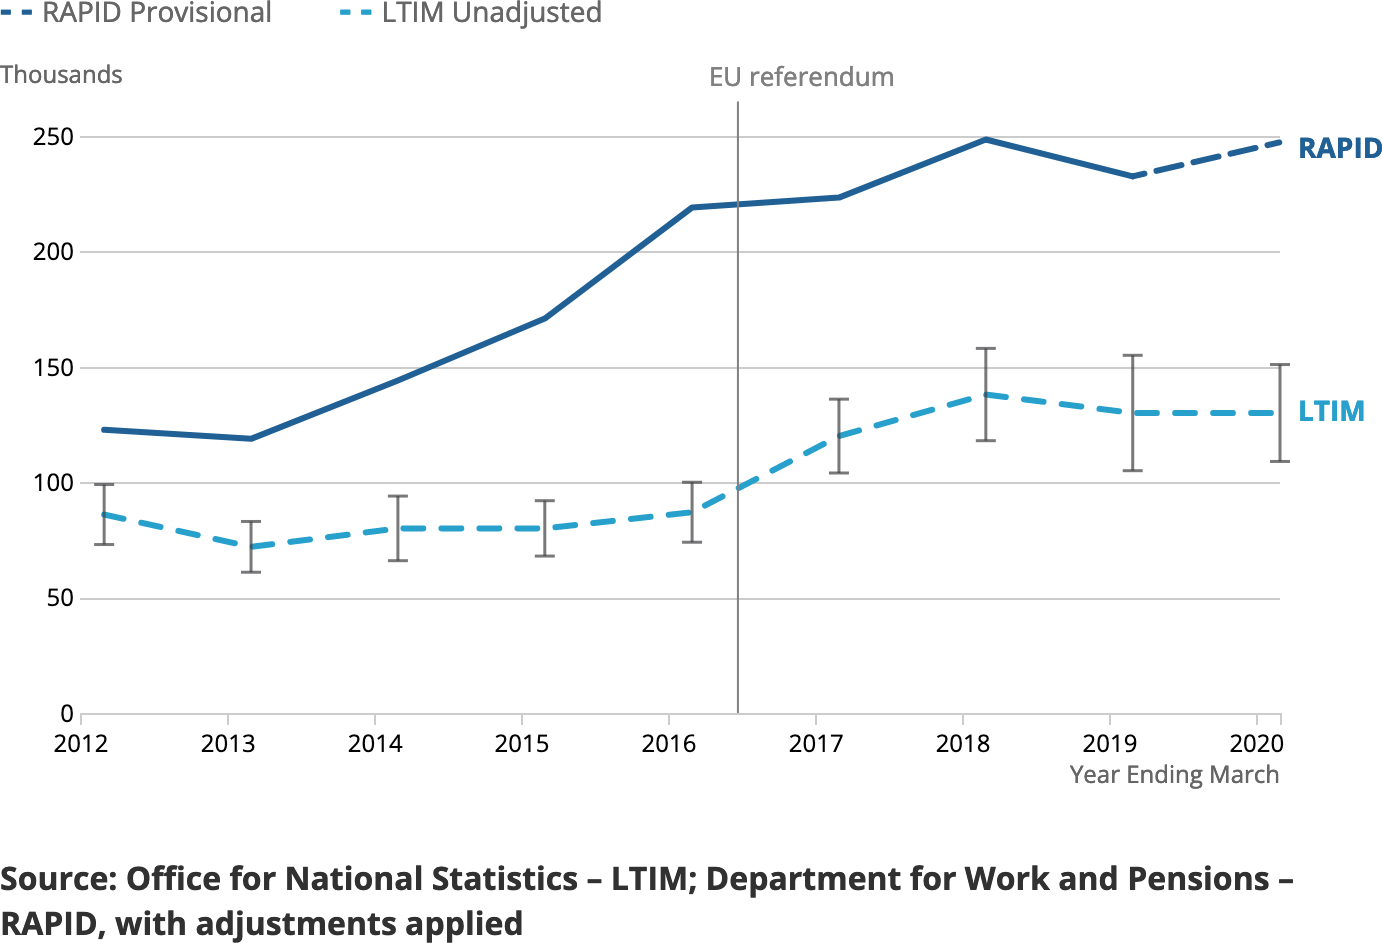 RAPID Provisional LTIM Unadjusted
Thousands EU referendum
250
RAPID
200
150
LTIM
100
50
0
2012 2013 2014 2015 2016 2017 2018 2019 2020
Year Ending March
Source: Office for National Statistics – LTIM; Department for Work and Pensions –
RAPID, with adjustments applied